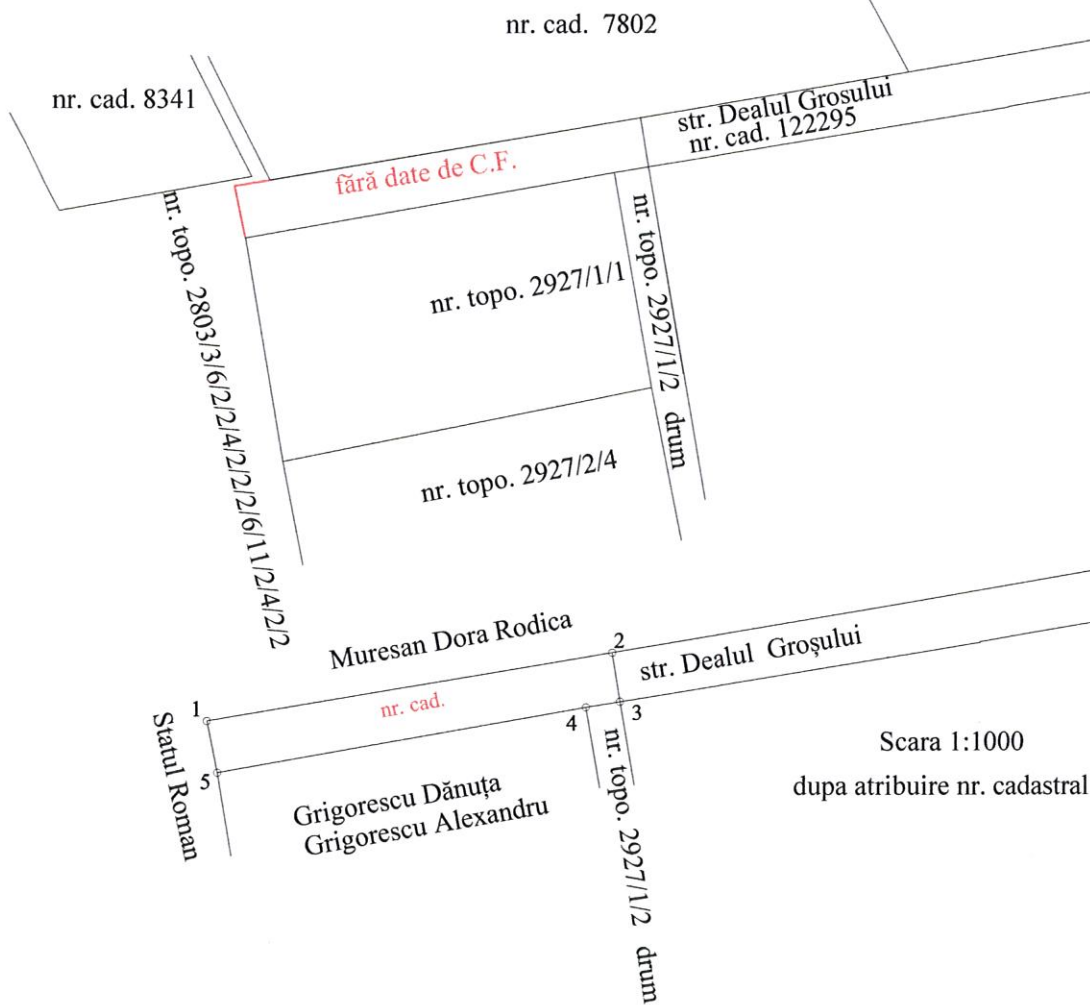 nr. cad. 7802
nr. cad. 8341
str. Dealul Grosului
nr. cad. 122295
fără date de C.F.
nr. topo. 2803/3/6/2/2/4/2/2/2/6/11/2/4/2/2
nr. topo. 2927/1/1
nr. topo. 2927/1/2 drum
nr. topo. 2927/2/4
Muresan Dora Rodica
2
str. Dealul Groșului
1
nr. cad.
4
3
Statul Roman
5
Grigorescu Dănuța
Grigorescu Alexandru
nr. topo. 2927/1/2 drum
Scara 1:1000
dupa atribuire nr. cadastral